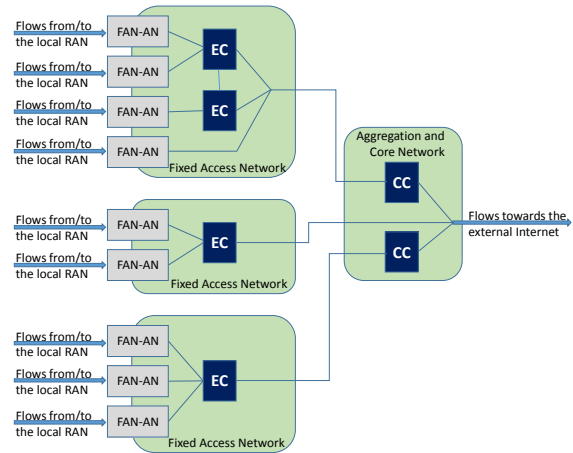 Flows from/to
the local RAN
FAN-AN
Flows from/to
the local RAN
FAN-AN
EC
Flows from/to
the local RAN
FAN-AN
EC
Flows from/to
the local RAN
FAN-AN
Fixed Access Network
Flows from/to
the local RAN
FAN-AN
Flows from/to
the local RAN
FAN-AN
EC
Fixed Access Network
Flows from/to
the local RAN
FAN-AN
Flows from/to
the local RAN
FAN-AN
EC
Flows from/to
the local RAN
FAN-AN
Fixed Access Network
Aggregation and
Core Network
CC
CC
Flows towards the
external Internet